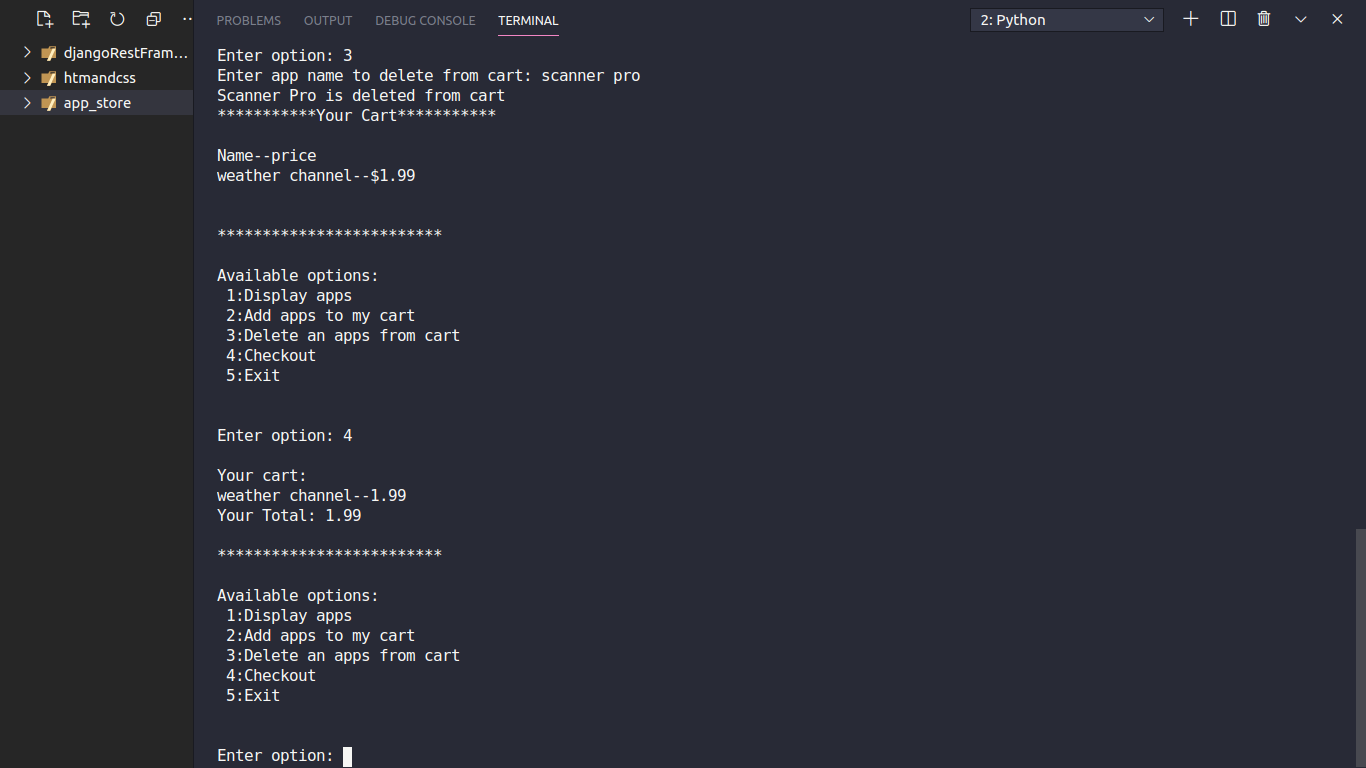 PROBLEMS OUTPUT DEBUG CONSOLE TERMINAL 2: Python
djangoRestFram...
htmandcss
app_store
Enter option: 3
Enter app name to delete from cart: scanner pro
Scanner Pro is deleted from cart
***********Your Cart***********
Name--price
weather channel--$1.99
*************************
Available options:
1:Display apps
2:Add apps to my cart
3:Delete an apps from cart
4:Checkout
5:Exit
Enter option: 4
Your cart:
weather channel--1.99
Your Total: 1.99
*************************
Available options:
1:Display apps
2:Add apps to my cart
3:Delete an apps from cart
4:Checkout
5:Exit
Enter option: